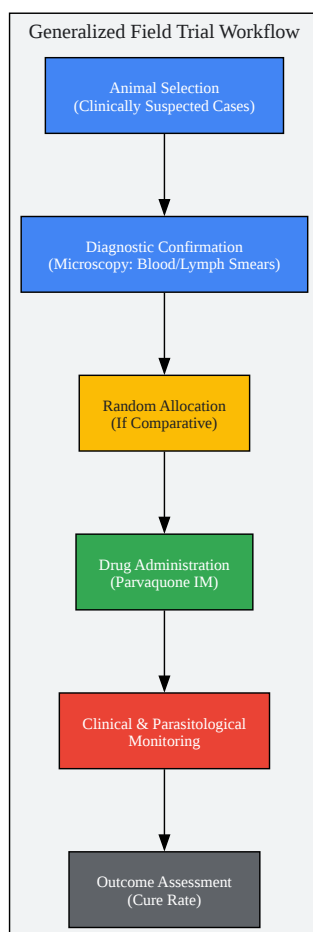 Generalized Field Trial Workflow
Animal Selection
(Clinically Suspected Cases)
Diagnostic Confirmation
(Microscopy: Blood/Lymph Smears)
Random Allocation
(If Comparative)
Drug Administration
(Parvaquone IM)
Clinical & Parasitological
Monitoring
Outcome Assessment
(Cure Rate)